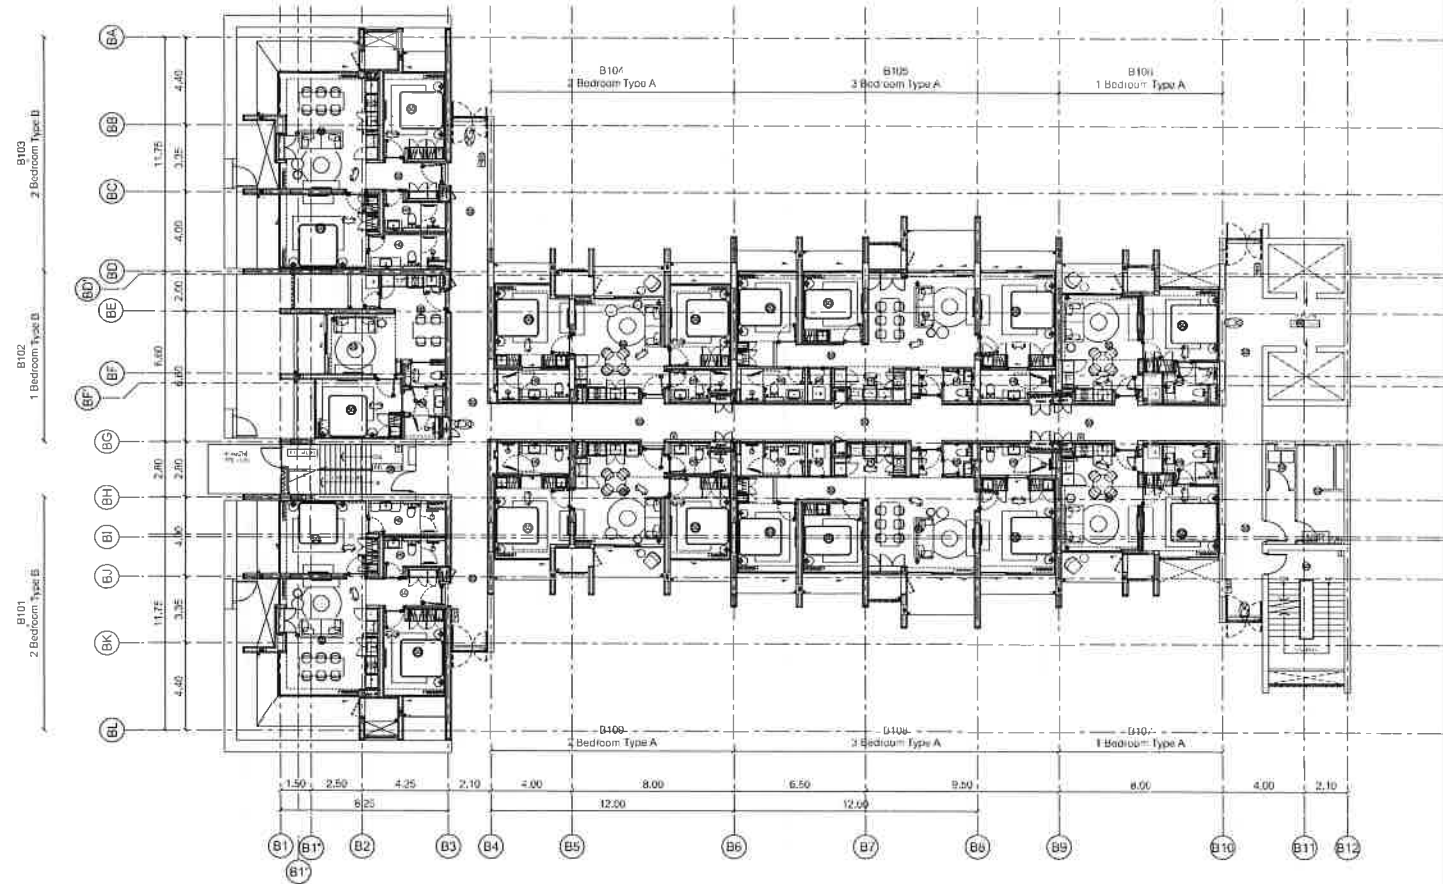 BA
BB
BC
BD
BD'
BE
BF
BF'
BG
BH
BI
BJ
BK
BL
B103
2 Bedroom Type B
B102
1 Bedroom Type B
B101
2 Bedroom Type B
11,75
6,60
2,80
11,75
4,40
3,35
4,00
2,00
2,80
3,35
4,40
B104
2 Bedroom Type A
B105
3 Bedroom Type A
B106
1 Bedroom Type A
B109
2 Bedroom Type A
B108
3 Bedroom Type A
B107
1 Bedroom Type A
1.50
2.50
4.25
2.10
4.00
8.00
6.50
9.50
8.00
4.00
2.10
8.25
12.00
12.00
B1
B1'
B1"
B2
B3
B4
B5
B6
B7
B8
B9
B10
B11
B12